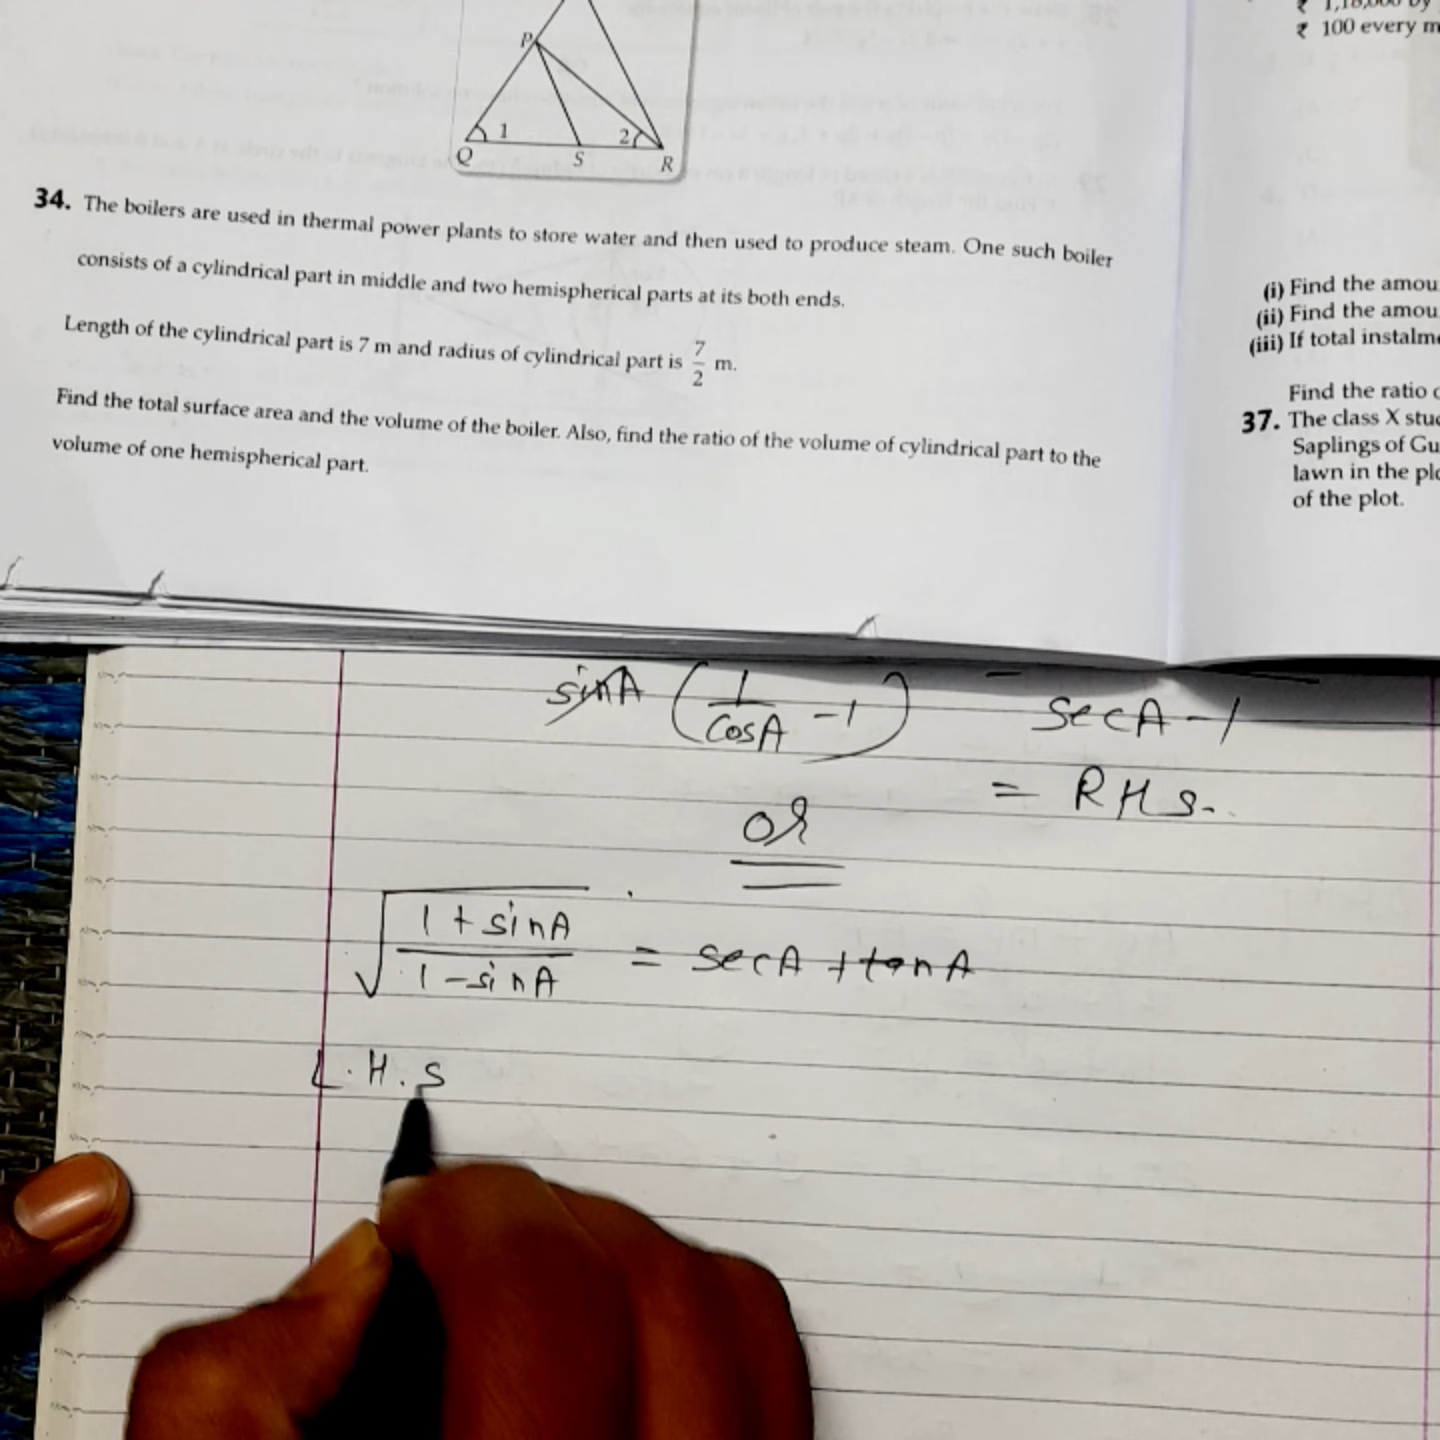 P
1
2
Q
S
R
34. The boilers are used in thermal power plants to store water and then used to produce steam. One such boiler
consists of a cylindrical part in middle and two hemispherical parts at its both ends.
Length of the cylindrical part is 7 m and radius of cylindrical part is 7/2 m.
Find the total surface area and the volume of the boiler. Also, find the ratio of the volume of cylindrical part to the
volume of one hemispherical part.
₹ 100 every
(i) Find the
(ii) Find the
(iii) If total
Find the ratio
37. The class X
Saplings of
lawn in the
of the plot.
sinA (1/cosA -1) secA -1
= RHS.
or
√(1+sinA/1-sinA) = secA + tanA
L.H.S